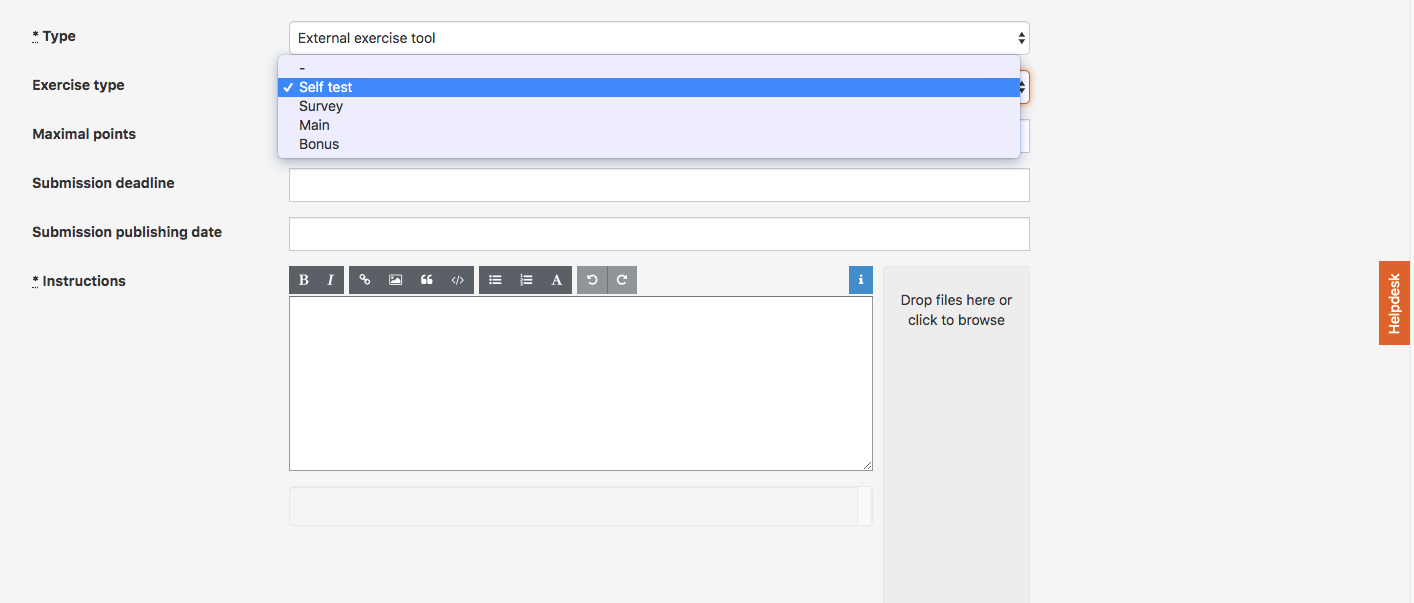 * Type
External exercise tool
-
Exercise type
✓ Self test
Survey
Main
Bonus
Maximal points
Submission deadline
Submission publishing date
* Instructions
B I A i
Drop files here or
click to browse
Helpdesk